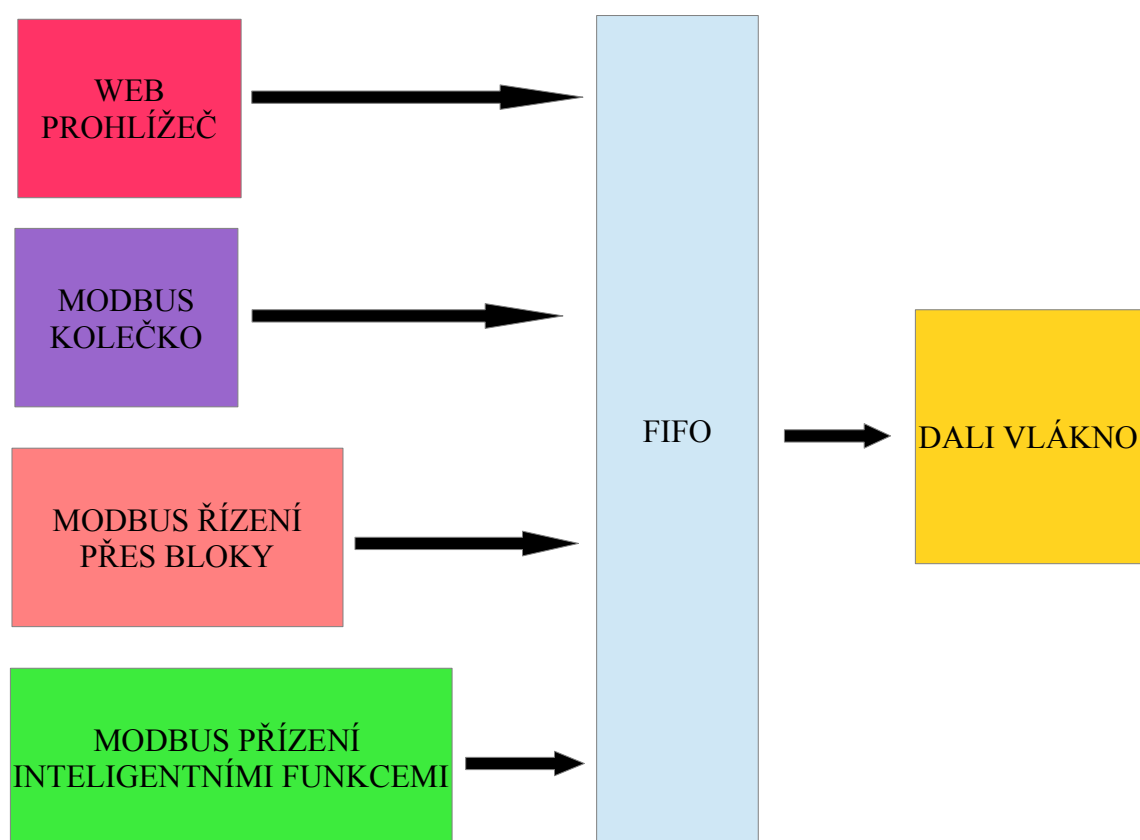 WEB
PROHLÍŽEČ
MODBUS
KOLEČKO
MODBUS ŘÍZENÍ
PŘES BLOKY
MODBUS PŘÍZENÍ
INTELIGENTNÍMI FUNKCEMI
FIFO
DALI VLÁKNO